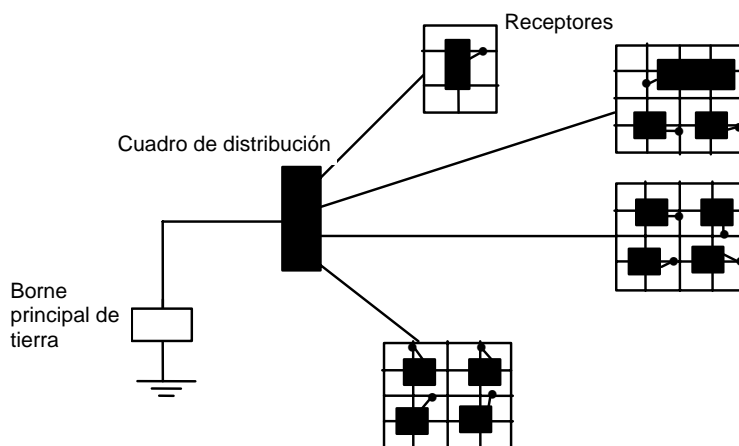 Receptores
Cuadro de distribución
Borne
principal de
tierra